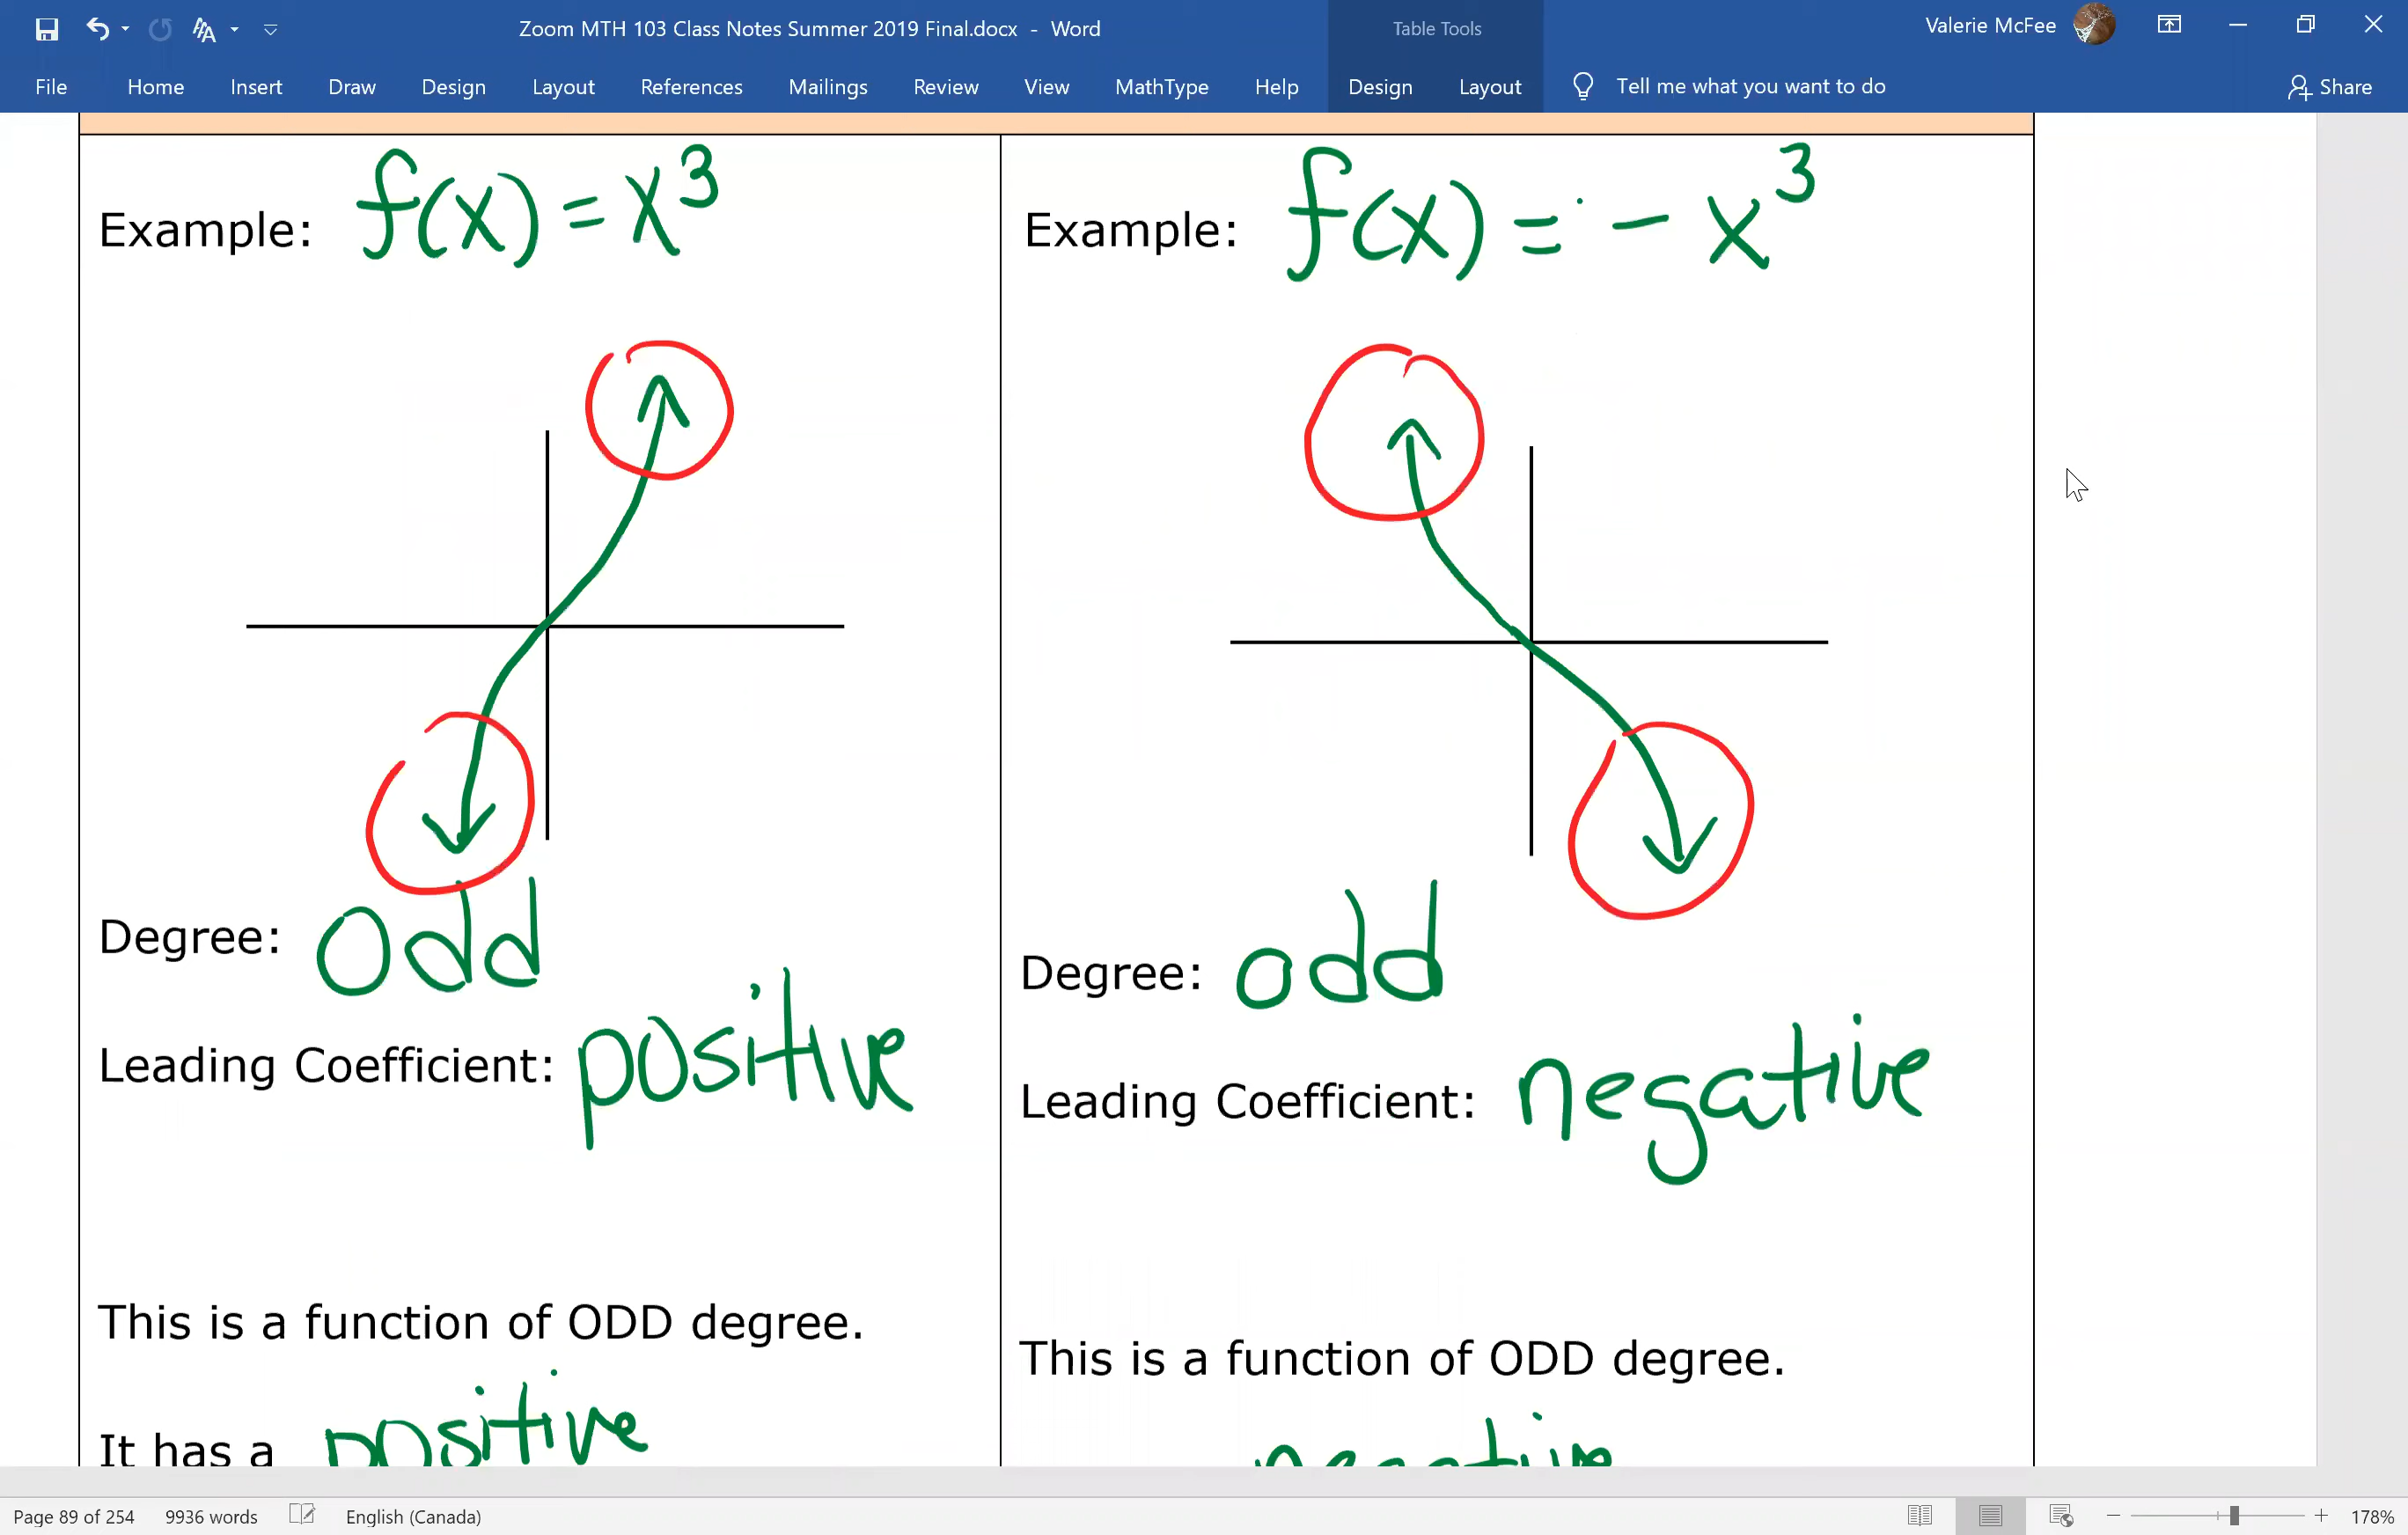 Zoom MTH 103 Class Notes Summer 2019 Final.docx - Word
Table Tools
Valerie McFee
File Home Insert Draw Design Layout References Mailings Review View MathType Help Design Layout Tell me what you want to do Share
Example: f(x) = x³
Degree: Odd
Leading Coefficient: positive
This is a function of ODD degree.
It has a positive
Example: f(x) = - x³
Degree: odd
Leading Coefficient: negative
This is a function of ODD degree.
negative
Page 89 of 254 9936 words English (Canada) 178%